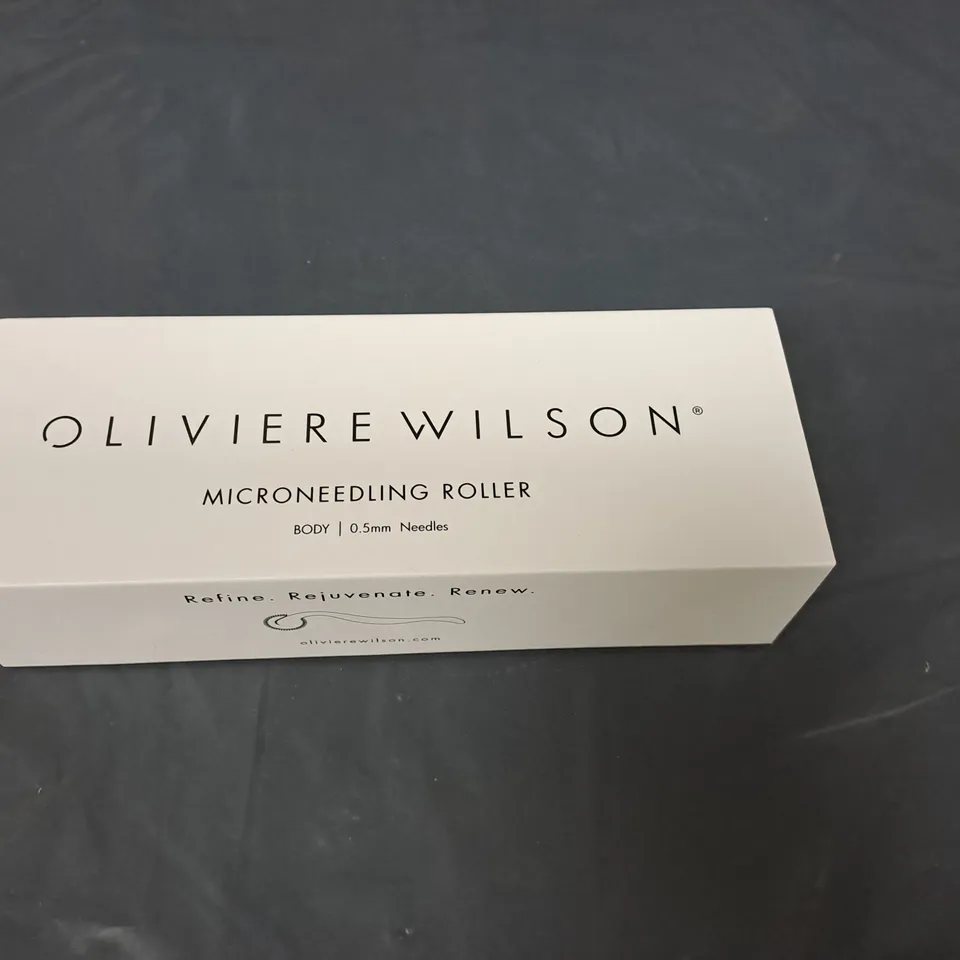 OLIVIERE WILSON®
MICRONEEDLING ROLLER
BODY | 0.5mm Needles
Refine. Rejuvenate. Renew.
olivierewilson.com